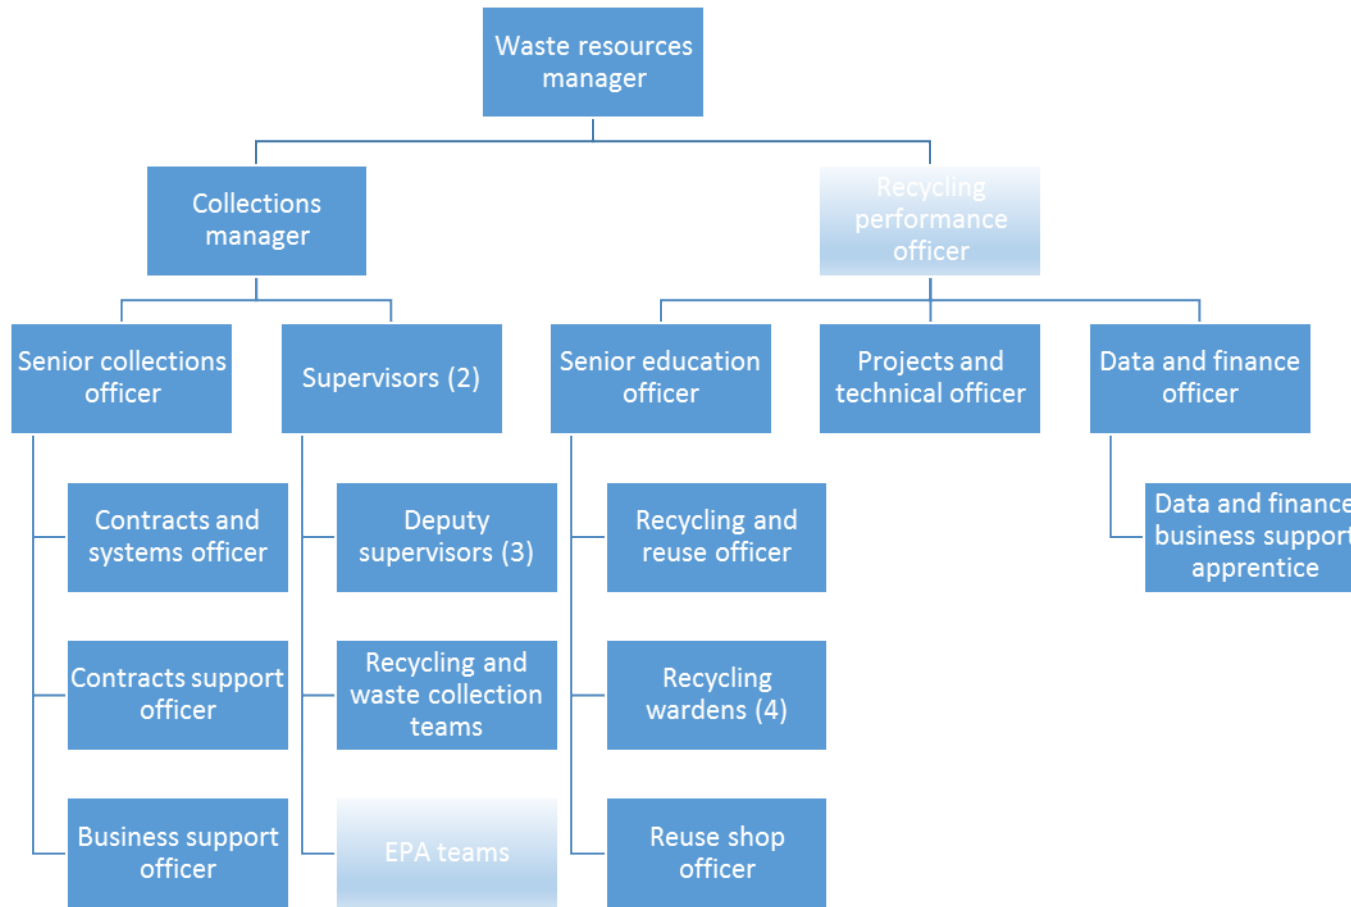 Waste resources
manager
Collections
manager
Recycling
performance
officer
Senior collections
officer
Supervisors (2)
Senior education
officer
Projects and
technical officer
Data and finance
officer
Contracts and
systems officer
Deputy
supervisors (3)
Recycling and
reuse officer
Data and finance
business support
apprentice
Contracts support
officer
Recycling and
waste collection
teams
Recycling
wardens (4)
Business support
officer
EPA teams
Reuse shop
officer